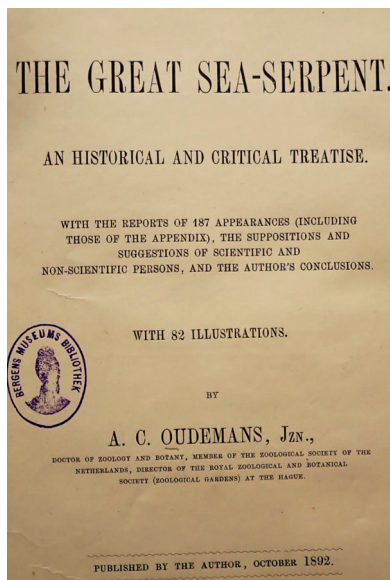 THE GREAT SEA-SERPENT.
AN HISTORICAL AND CRITICAL TREATISE.
WITH THE REPORTS OF 187 APPEARANCES (INCLUDING
THOSE OF THE APPENDIX), THE SUPPOSITIONS AND
SUGGESTIONS OF SCIENTIFIC AND
NON-SCIENTIFIC PERSONS, AND THE AUTHOR'S CONCLUSIONS.
WITH 82 ILLUSTRATIONS.
BERGENS MUSEUMS BIBLIOTHEK
BY
A. C. OUDEMANS, JZN.,
DOCTOR OF ZOOLOGY AND BOTANY, MEMBER OF THE ZOOLOGICAL SOCIETY OF THE
NETHERLANDS, DIRECTOR OF THE ROYAL ZOOLOGICAL AND BOTANICAL
SOCIETY (ZOOLOGICAL GARDENS) AT THE HAGUE.
PUBLISHED BY THE AUTHOR, OCTOBER 1892.